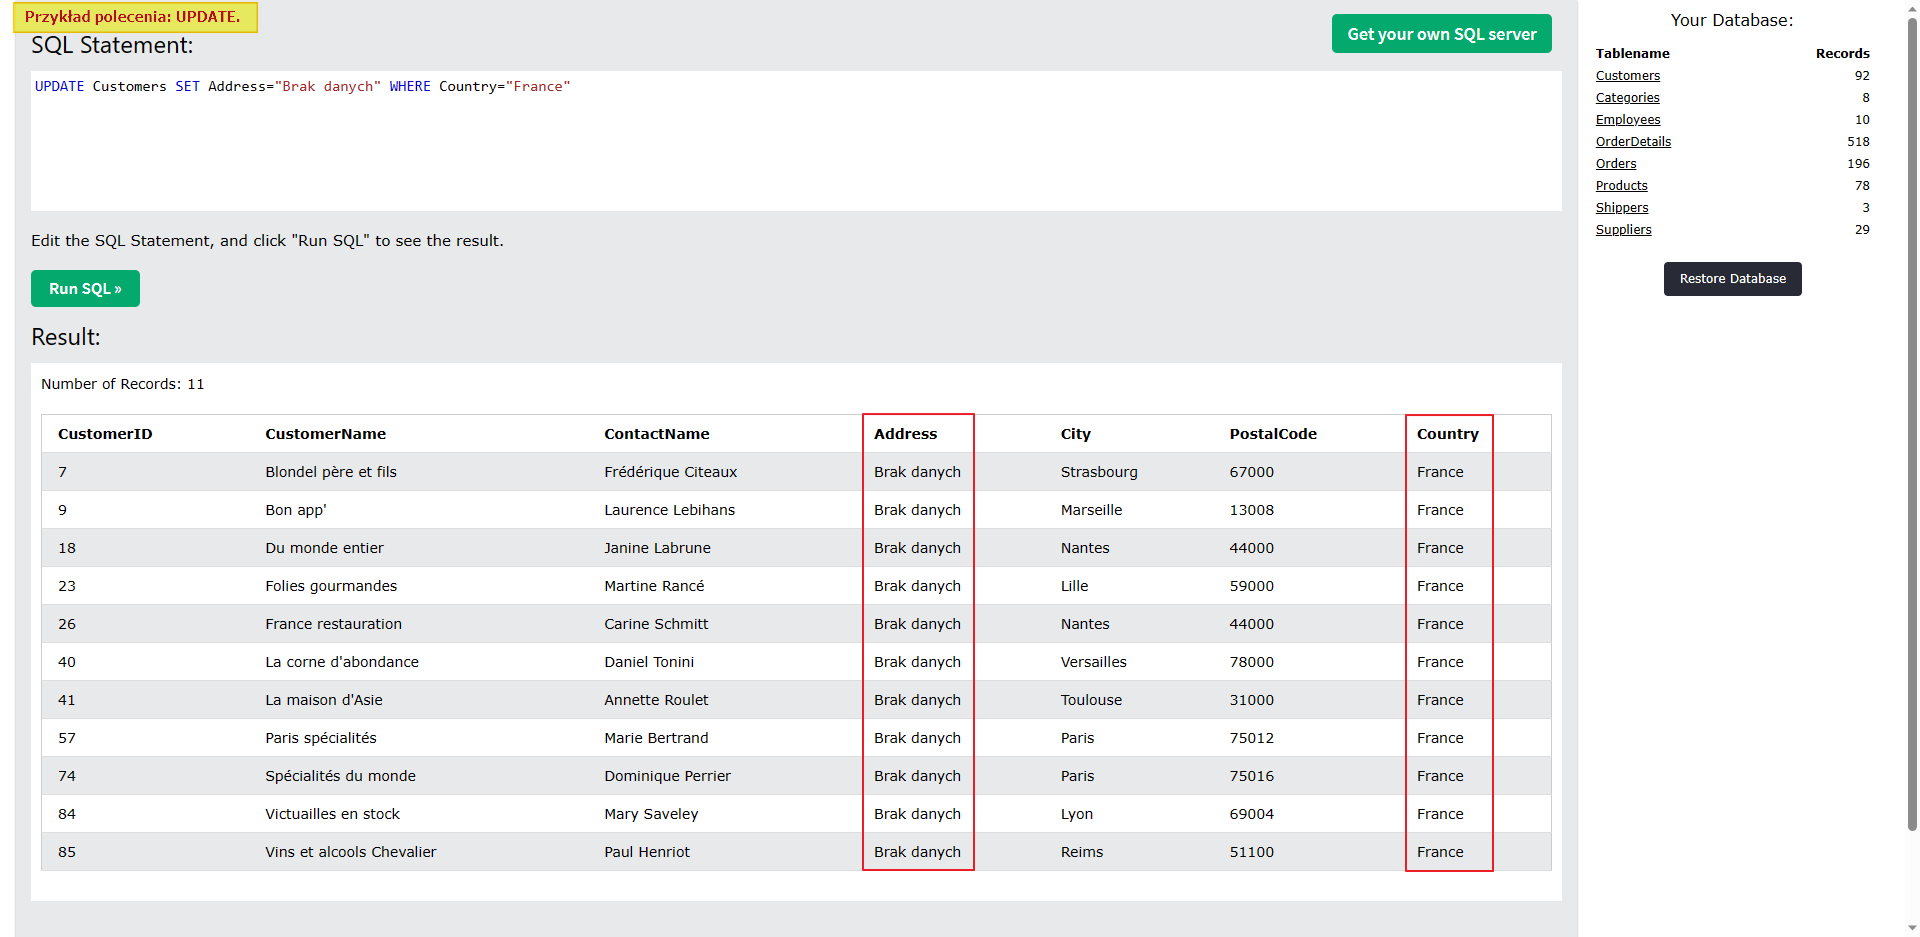 Przykład polecenia: UPDATE.
SQL Statement:
Get your own SQL server
UPDATE Customers SET Address="Brak danych" WHERE Country="France"
Edit the SQL Statement, and click "Run SQL" to see the result.
Run SQL »
Result:
Number of Records: 11
CustomerID CustomerName ContactName Address City PostalCode Country
7 Blondel père et fils Frédérique Citeaux Brak danych Strasbourg 67000 France
9 Bon app' Laurence Lebihans Brak danych Marseille 13008 France
18 Du monde entier Janine Labrune Brak danych Nantes 44000 France
23 Folies gourmandes Martine Rancé Brak danych Lille 59000 France
26 France restauration Carine Schmitt Brak danych Nantes 44000 France
40 La corne d'abondance Daniel Tonini Brak danych Versailles 78000 France
41 La maison d'Asie Annette Roulet Brak danych Toulouse 31000 France
57 Paris spécialités Marie Bertrand Brak danych Paris 75012 France
74 Spécialités du monde Dominique Perrier Brak danych Paris 75016 France
84 Victuailles en stock Mary Saveley Brak danych Lyon 69004 France
85 Vins et alcools Chevalier Paul Henriot Brak danych Reims 51100 France
Your Database:
Tablename Records
Customers 92
Categories 8
Employees 10
OrderDetails 518
Orders 196
Products 78
Shippers 3
Suppliers 29
Restore Database